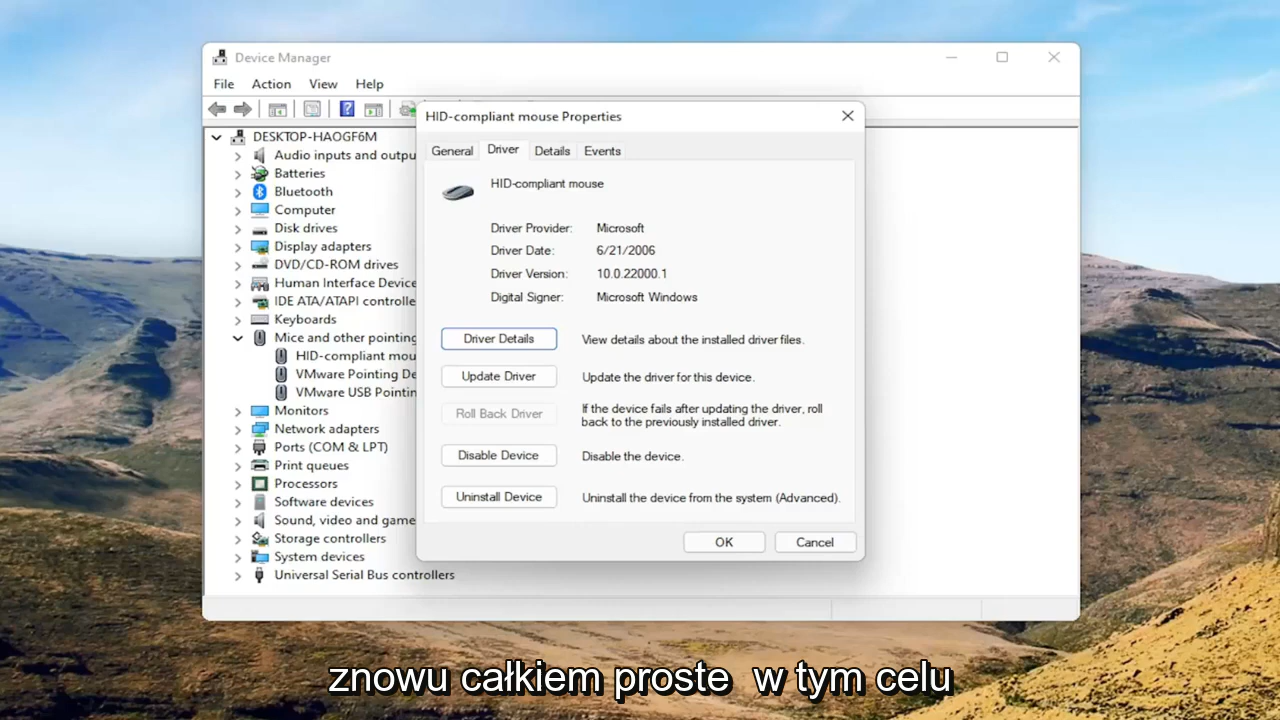 Device Manager
File Action View Help
HID-compliant mouse Properties
DESKTOP-HAOGF6M
Audio inputs and outpu
Batteries
Bluetooth
Computer
Disk drives
Display adapters
DVD/CD-ROM drives
Human Interface Device
IDE ATA/ATAPI controlle
Keyboards
Mice and other pointing
HID-compliant mou
VMware Pointing De
VMware USB Pointin
Monitors
Network adapters
Ports (COM & LPT)
Print queues
Processors
Software devices
Sound, video and game
Storage controllers
System devices
Universal Serial Bus controllers
General Driver Details Events
HID-compliant mouse
Driver Provider: Microsoft
Driver Date: 6/21/2006
Driver Version: 10.0.22000.1
Digital Signer: Microsoft Windows
Driver Details View details about the installed driver files.
Update Driver Update the driver for this device.
Roll Back Driver If the device fails after updating the driver, roll
back to the previously installed driver.
Disable Device Disable the device.
Uninstall Device Uninstall the device from the system (Advanced).
OK Cancel
znowu całkiem proste w tym celu